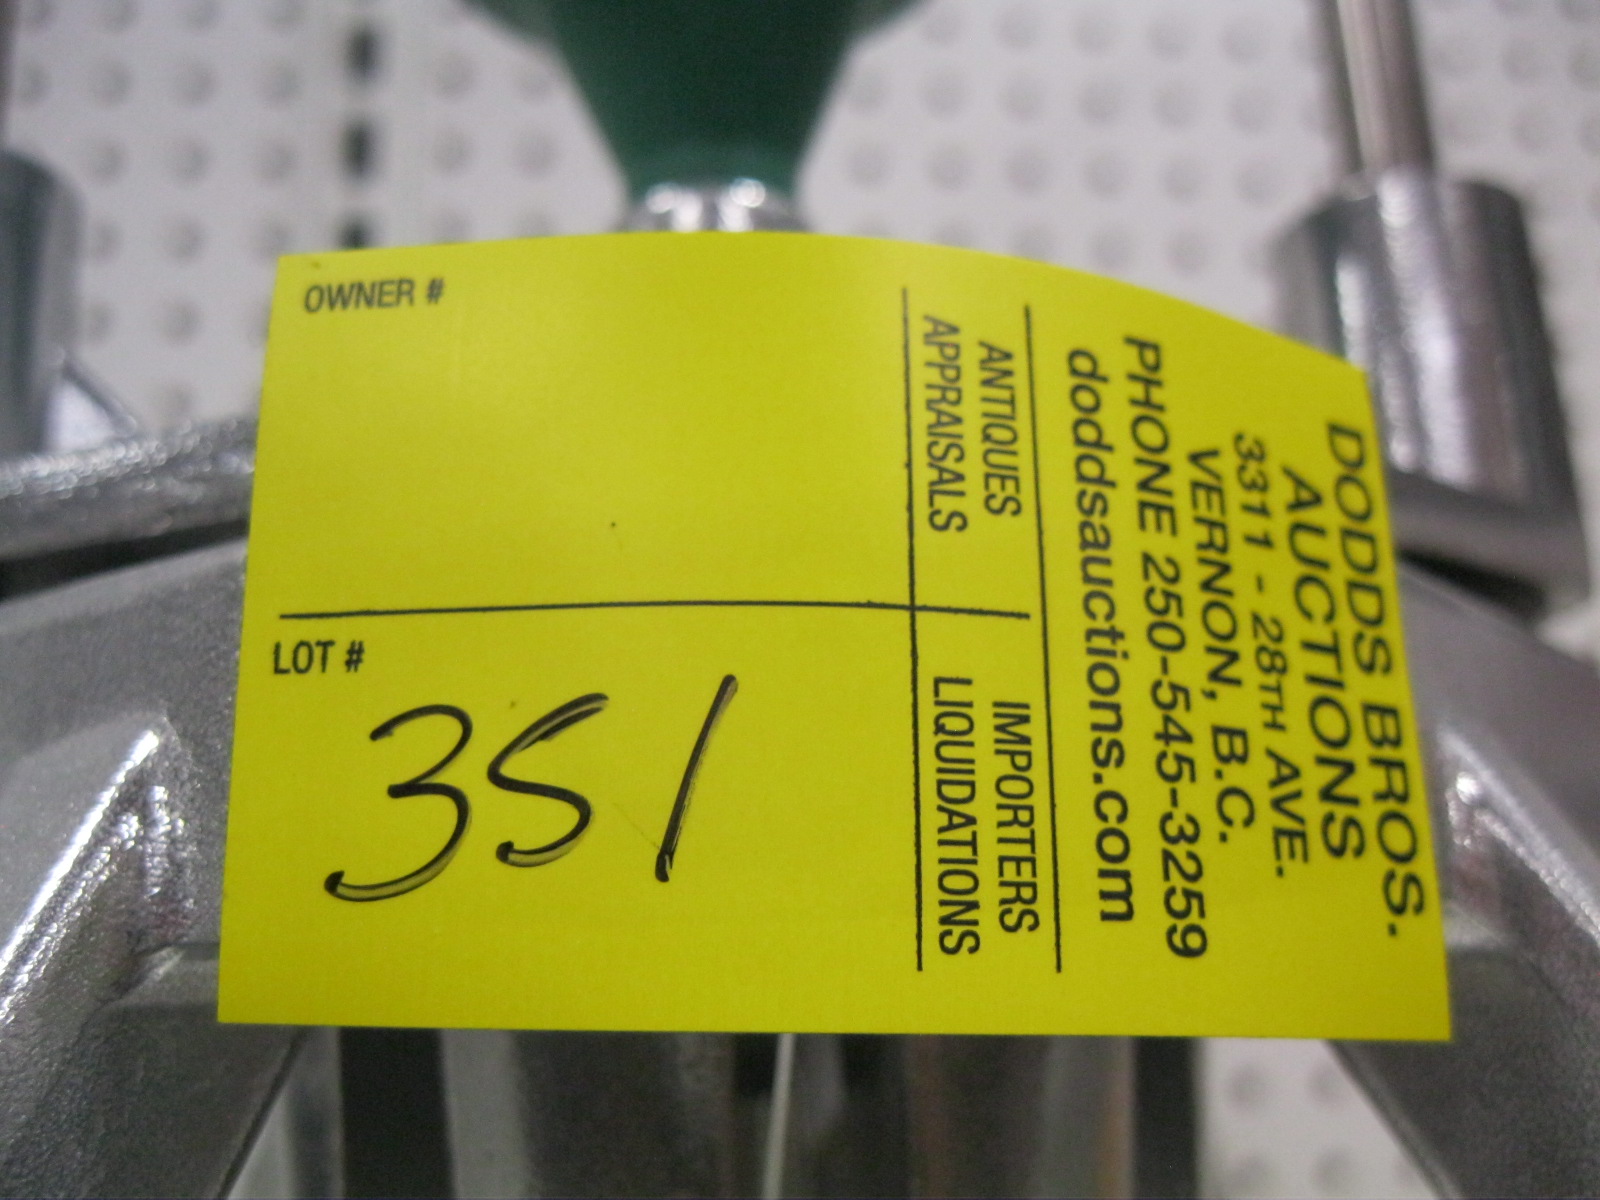 OWNER #
LOT #
351
DODDS BROS.
AUCTIONS
3311 - 28TH AVE.
VERNON, B.C.
PHONE 250-545-3259
doddsauctions.com
ANTIQUES
IMPORTERS
APPRAISALS
LIQUIDATIONS